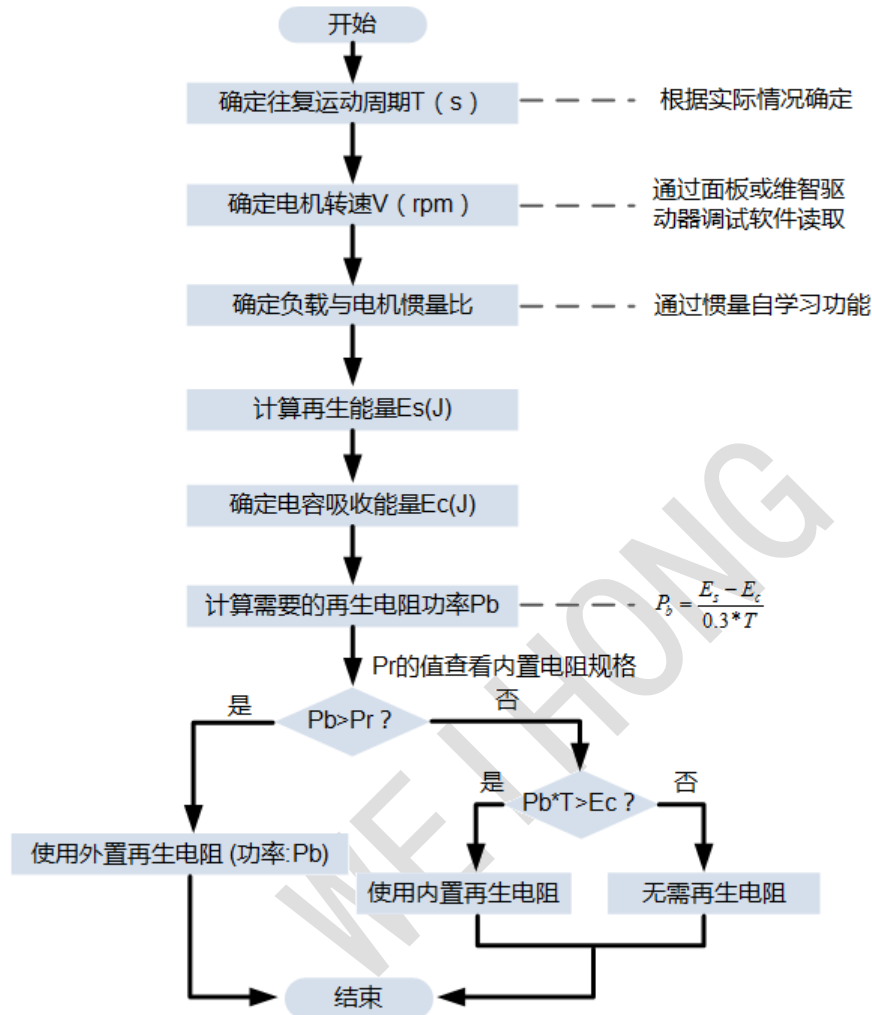 开始
确定往复运动周期T（s）
根据实际情况确定
确定电机转速V（rpm）
通过面板或维智驱
动器调试软件读取
确定负载与电机惯量比
通过惯量自学习功能
计算再生能量Es(J)
确定电容吸收能量Ec(J)
计算需要的再生电阻功率Pb
P_b = \frac{E_s - E_c}{0.3 * T}
Pr的值查看内置电阻规格
是
Pb>Pr？
否
是
Pb*T>Ec？
否
使用外置再生电阻 (功率:Pb)
使用内置再生电阻
无需再生电阻
结束
WEIHONG